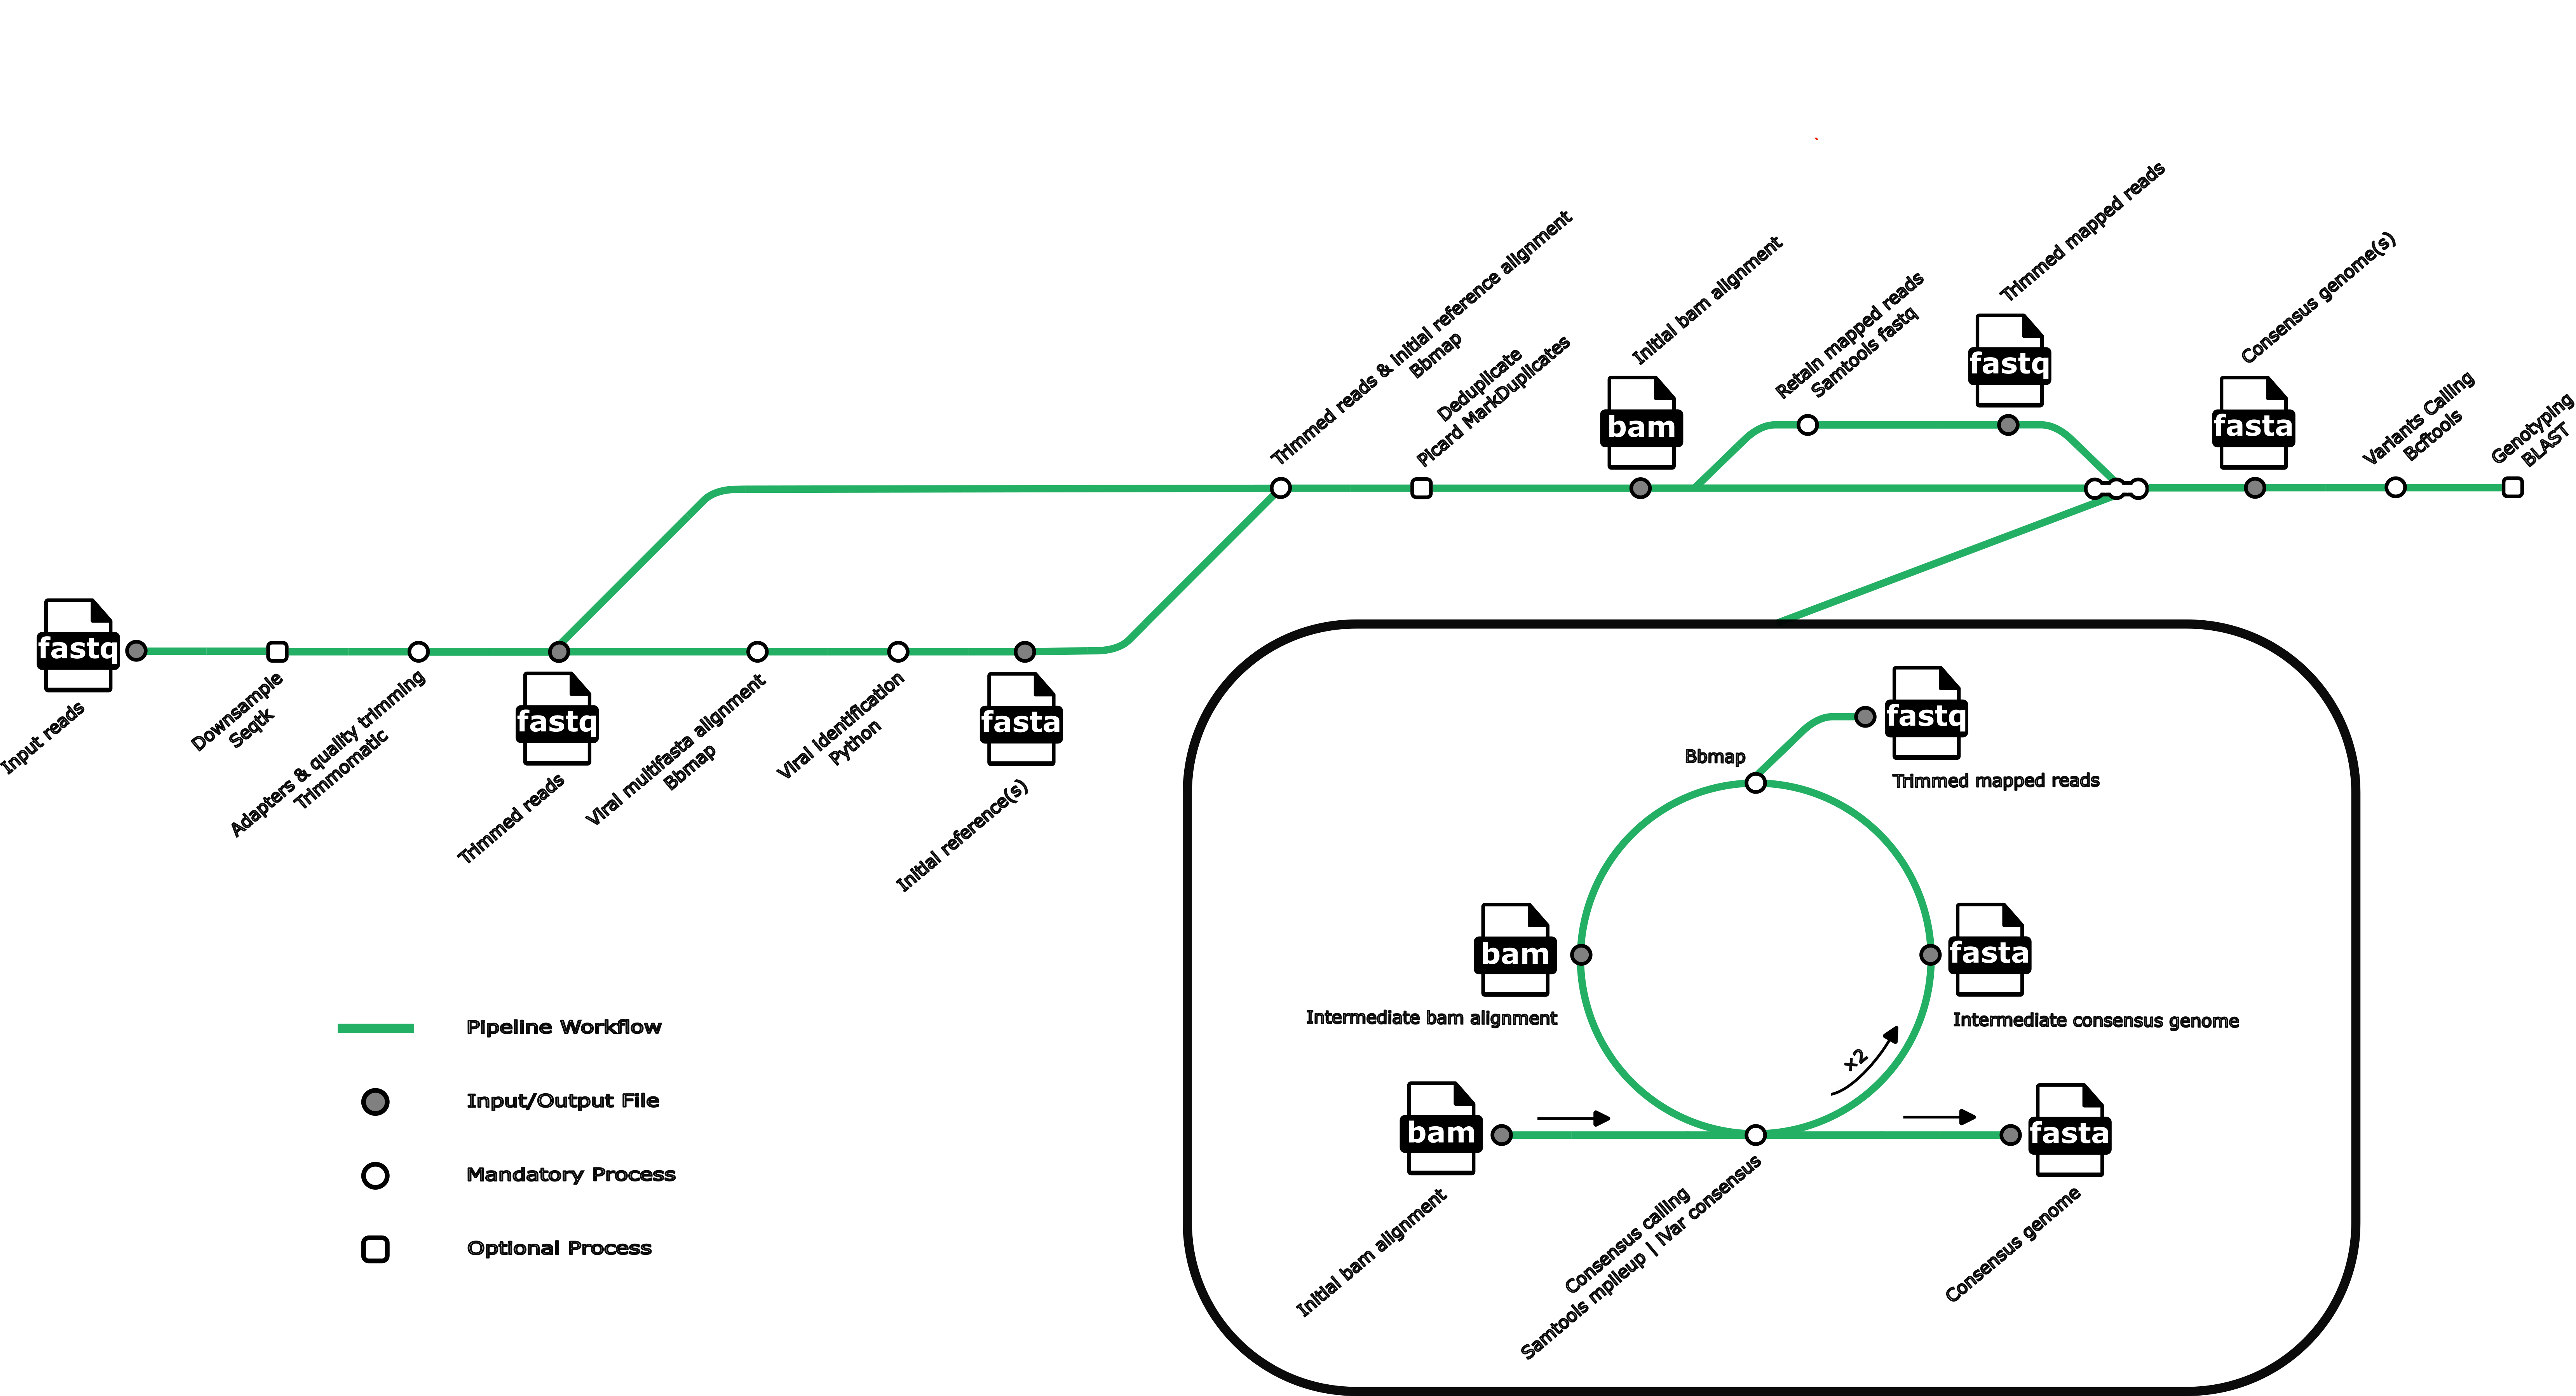 Trimmed mapped reads
fastq
Trimmed reads & initial reference alignment
Bbmap
Deduplicate
Picard MarkDuplicates
Initial bam alignment
bam
Retain mapped reads
Samtools fastq
Consensus genome(s)
fasta
Variants Calling
Bcftools
Genotyping
BLAST
fastq
Input reads
Downsample
Seqtk
Adapters & quality trimming
Trimmomatic
fastq
Trimmed reads
Viral multifasta alignment
Bbmap
Viral identification
Python
fasta
Initial reference(s)
Bbmap
fastq
Trimmed mapped reads
bam
Intermediate bam alignment
fasta
Intermediate consensus genome
×2
bam
Initial bam alignment
Consensus calling
Samtools mpileup | iVar consensus
fasta
Consensus genome
Pipeline Workflow
Input/Output File
Mandatory Process
Optional Process